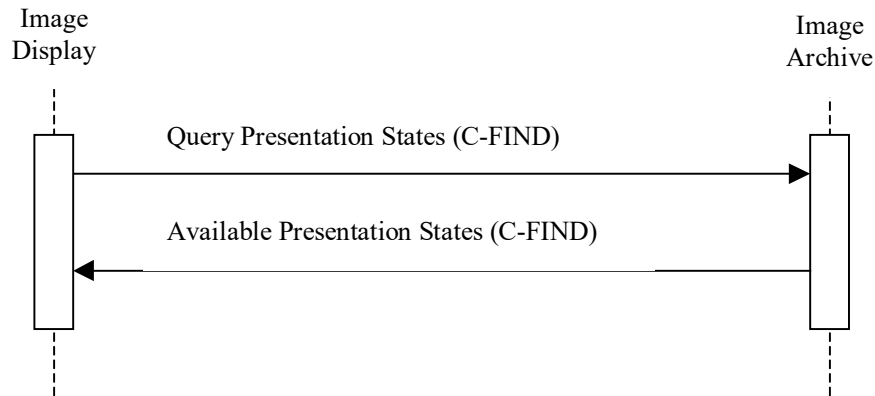 Image
Display
Image
Archive
Query Presentation States (C-FIND)
Available Presentation States (C-FIND)